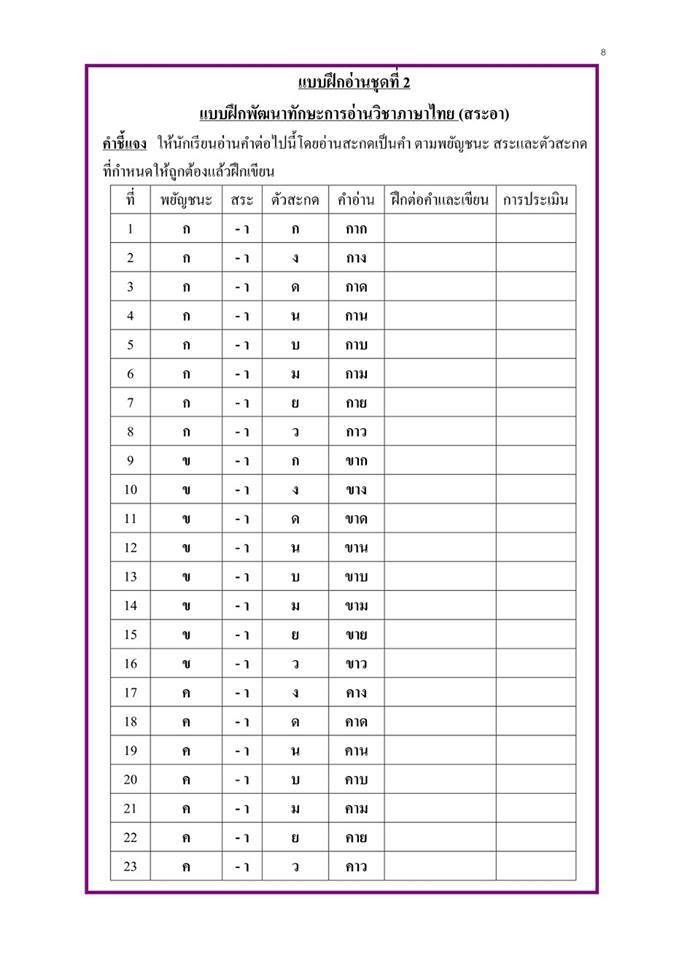 8
แบบฝึกอ่านชุดที่ 2
แบบฝึกพัฒนาทักษะการอ่านวิชาภาษาไทย (สระอา)
คำชี้แจง ให้นักเรียนอ่านคำต่อไปนี้โดยอ่านสะกดเป็นคำ ตามพยัญชนะ สระและตัวสะกด
ที่กำหนดให้ถูกต้องแล้วฝึกเขียน
ที่ พยัญชนะ สระ ตัวสะกด คำอ่าน ฝึกต่อคำและเขียน การประเมิน
1 ก - า ก กาก
2 ก - า ง กาง
3 ก - า ด กาด
4 ก - า น กาน
5 ก - า บ กาบ
6 ก - า ม กาม
7 ก - า ย กาย
8 ก - า ว กาว
9 ข - า ก ขาก
10 ข - า ง ขาง
11 ข - า ด ขาด
12 ข - า น ขาน
13 ข - า บ ขาบ
14 ข - า ม ขาม
15 ข - า ย ขาย
16 ข - า ว ขาว
17 ค - า ง คาง
18 ค - า ด คาด
19 ค - า น คาน
20 ค - า บ คาบ
21 ค - า ม คาม
22 ค - า ย คาย
23 ค - า ว คาว